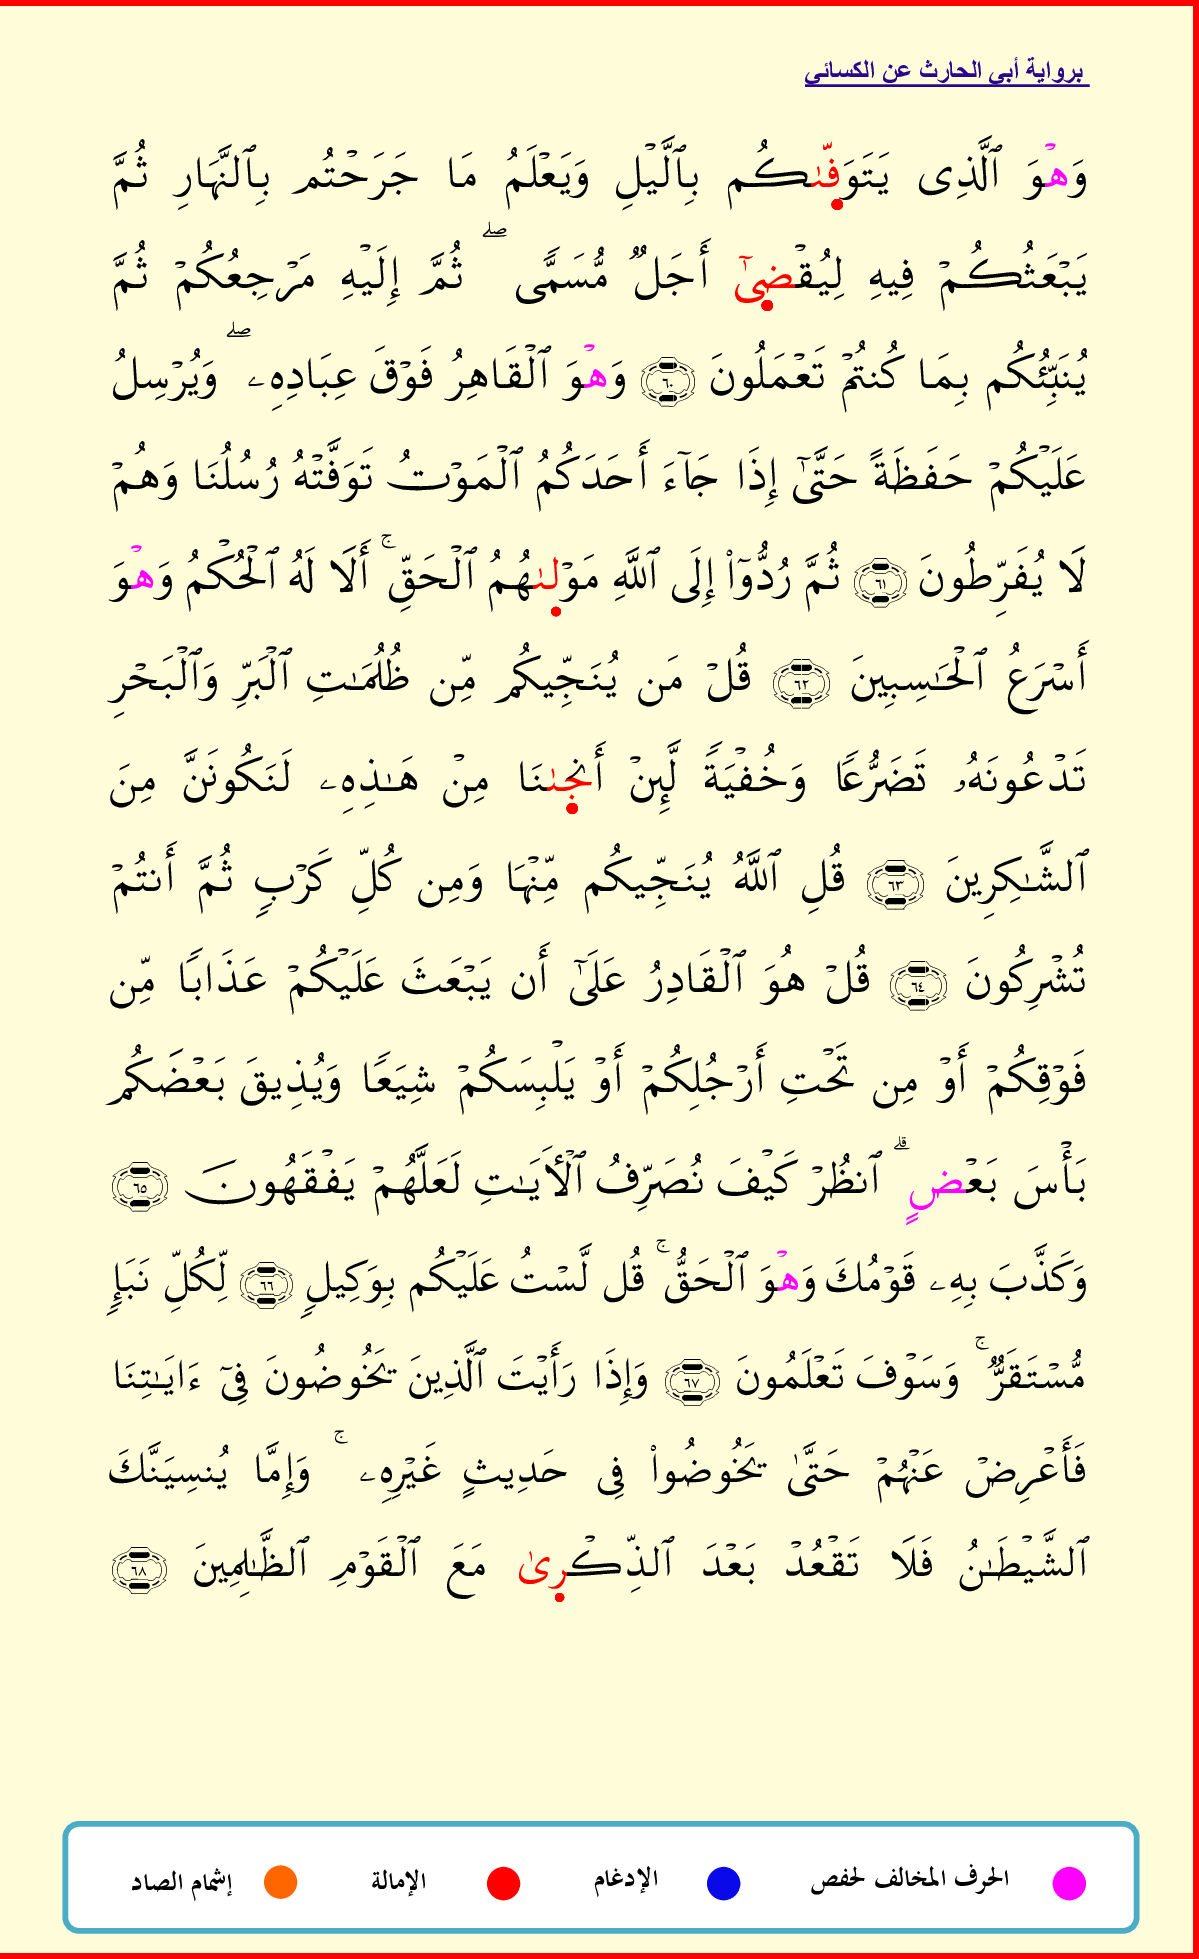 برواية أبي الحارث عن الكسائي
وَهْوَ ٱلَّذِى يَتَوَفَّىٰكُم بِٱلَّيْلِ وَيَعْلَمُ مَا جَرَحْتُم بِٱلنَّهَارِ ثُمَّ
يَبْعَثُكُمْ فِيهِ لِيُقْضَىٰٓ أَجَلٌ مُّسَمًّى ۖ ثُمَّ إِلَيْهِ مَرْجِعُكُمْ ثُمَّ
يُنَبِّئُكُم بِمَا كُنتُمْ تَعْمَلُونَ ٦٠ وَهْوَ ٱلْقَاهِرُ فَوْقَ عِبَادِهِۦ ۖ وَيُرْسِلُ
عَلَيْكُمْ حَفَظَةً حَتَّىٰٓ إِذَا جَآءَ أَحَدَكُمُ ٱلْمَوْتُ تَوَفَّتْهُ رُسُلُنَا وَهُمْ
لَا يُفَرِّطُونَ ٦١ ثُمَّ رُدُّوٓا۟ إِلَى ٱللَّهِ مَوْلَىٰهُمُ ٱلْحَقِّ ۚ أَلَا لَهُ ٱلْحُكْمُ وَهْوَ
أَسْرَعُ ٱلْحَـٰسِبِينَ ٦٢ قُلْ مَن يُنَجِّيكُم مِّن ظُلُمَـٰتِ ٱلْبَرِّ وَٱلْبَحْرِ
تَدْعُونَهُۥ تَضَرُّعًا وَخُفْيَةً لَّئِنْ أَنجَىٰنَا مِنْ هَـٰذِهِۦ لَنَكُونَنَّ مِنَ
ٱلشَّـٰكِرِينَ ٦٣ قُلِ ٱللَّهُ يُنَجِّيكُم مِّنْهَا وَمِن كُلِّ كَرْبٍ ثُمَّ أَنتُمْ
تُشْرِكُونَ ٦٤ قُلْ هُوَ ٱلْقَادِرُ عَلَىٰٓ أَن يَبْعَثَ عَلَيْكُمْ عَذَابًا مِّن
فَوْقِكُمْ أَوْ مِن تَحْتِ أَرْجُلِكُمْ أَوْ يَلْبِسَكُمْ شِيَعًا وَيُذِيقَ بَعْضَكُم
بَأْسَ بَعْضٍ ۗ ٱنظُرْ كَيْفَ نُصَرِّفُ ٱلْأَيَـٰتِ لَعَلَّهُمْ يَفْقَهُونَ ٦٥
وَكَذَّبَ بِهِۦ قَوْمُكَ وَهْوَ ٱلْحَقُّ ۚ قُل لَّسْتُ عَلَيْكُم بِوَكِيلٍ ٦٦ لِّكُلِّ نَبَإٍ
مُّسْتَقَرٌّ ۚ وَسَوْفَ تَعْلَمُونَ ٦٧ وَإِذَا رَأَيْتَ ٱلَّذِينَ يَخُوضُونَ فِىٓ ءَايَـٰتِنَا
فَأَعْرِضْ عَنْهُمْ حَتَّىٰ يَخُوضُوا۟ فِى حَدِيثٍ غَيْرِهِۦ ۚ وَإِمَّا يُنسِيَنَّكَ
ٱلشَّيْطَـٰنُ فَلَا تَقْعُدْ بَعْدَ ٱلذِّكْرَىٰ مَعَ ٱلْقَوْمِ ٱلظَّـٰلِمِينَ ٦٨
الحرف المخالف لحفص الإدغام الإمالة إشمام الصاد